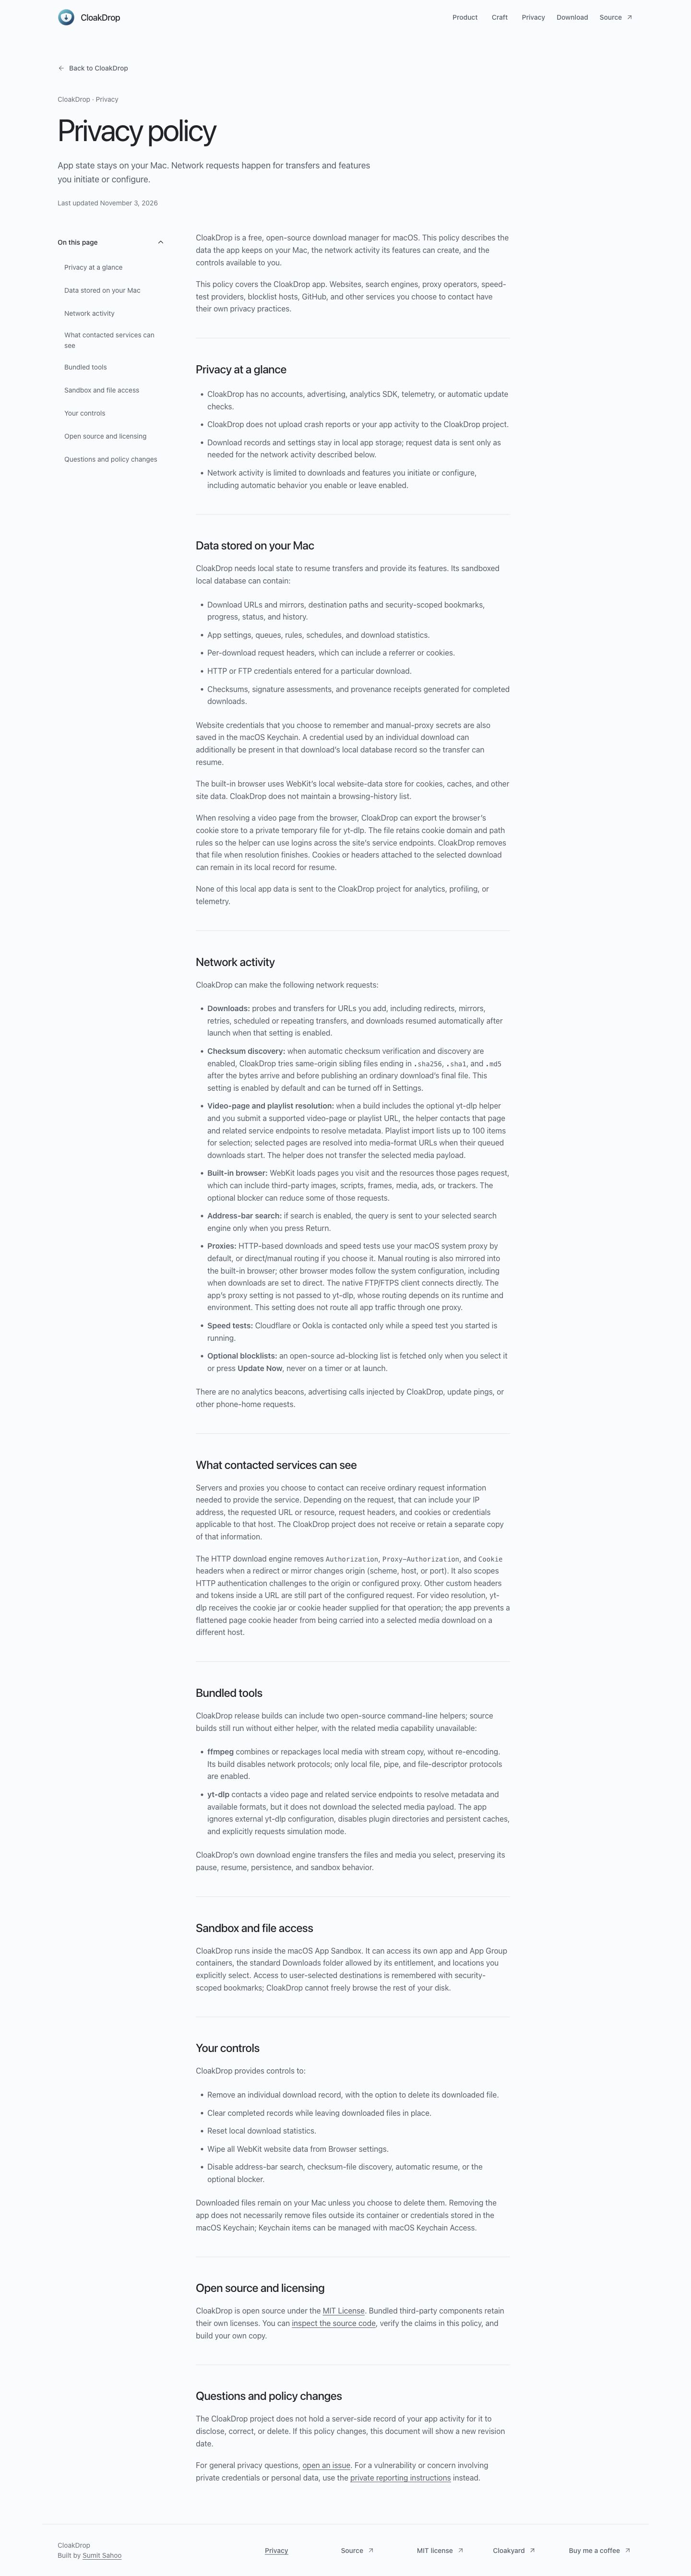 CloakDrop
Product Craft Privacy Download Source
Back to CloakDrop
CloakDrop · Privacy
Privacy policy
App state stays on your Mac. Network requests happen for transfers and features
you initiate or configure.
Last updated November 3, 2026
On this page
Privacy at a glance
Data stored on your Mac
Network activity
What contacted services can
see
Bundled tools
Sandbox and file access
Your controls
Open source and licensing
Questions and policy changes
CloakDrop is a free, open-source download manager for macOS. This policy describes the
data the app keeps on your Mac, the network activity its features can create, and the
controls available to you.
This policy covers the CloakDrop app. Websites, search engines, proxy operators, speed-
test providers, blocklist hosts, GitHub, and other services you choose to contact have
their own privacy practices.
Privacy at a glance
• CloakDrop has no accounts, advertising, analytics SDK, telemetry, or automatic update
checks.
• CloakDrop does not upload crash reports or your app activity to the CloakDrop project.
• Download records and settings stay in local app storage; request data is sent only as
needed for the network activity described below.
• Network activity is limited to downloads and features you initiate or configure,
including automatic behavior you enable or leave enabled.
Data stored on your Mac
CloakDrop needs local state to resume transfers and provide its features. Its sandboxed
local database can contain:
• Download URLs and mirrors, destination paths and security-scoped bookmarks,
progress, status, and history.
• App settings, queues, rules, schedules, and download statistics.
• Per-download request headers, which can include a referrer or cookies.
• HTTP or FTP credentials entered for a particular download.
• Checksums, signature assessments, and provenance receipts generated for completed
downloads.
Website credentials that you choose to remember and manual-proxy secrets are also
saved in the macOS Keychain. A credential used by an individual download can
additionally be present in that download's local database record so the transfer can
resume.
The built-in browser uses WebKit's local website-data store for cookies, caches, and other
site data. CloakDrop does not maintain a browsing-history list.
When resolving a video page from the browser, CloakDrop can export the browser's
cookie store to a private temporary file for yt-dlp. The file retains cookie domain and path
rules so the helper can use logins across the site's service endpoints. CloakDrop removes
that file when resolution finishes. Cookies or headers attached to the selected download
can remain in its local record for resume.
None of this local app data is sent to the CloakDrop project for analytics, profiling, or
telemetry.
Network activity
CloakDrop can make the following network requests:
• Downloads: probes and transfers for URLs you add, including redirects, mirrors,
retries, scheduled or repeating transfers, and downloads resumed automatically after
launch when that setting is enabled.
• Checksum discovery: when automatic checksum verification and discovery are
enabled, CloakDrop tries same-origin sibling files ending in .sha256, .sha1, and .md5
after the bytes arrive and before publishing an ordinary download's final file. This
setting is enabled by default and can be turned off in Settings.
• Video-page and playlist resolution: when a build includes the optional yt-dlp helper
and you submit a supported video-page or playlist URL, the helper contacts that page
and related service endpoints to resolve metadata. Playlist import lists up to 100 items
for selection; selected pages are resolved into media-format URLs when their queued
downloads start. The helper does not transfer the selected media payload.
• Built-in browser: WebKit loads pages you visit and the resources those pages request,
which can include third-party images, scripts, frames, media, ads, or trackers. The
optional blocker can reduce some of those requests.
• Address-bar search: if search is enabled, the query is sent to your selected search
engine only when you press Return.
• Proxies: HTTP-based downloads and speed tests use your macOS system proxy by
default, or direct/manual routing if you choose it. Manual routing is also mirrored into
the built-in browser; other browser modes follow the system configuration, including
when downloads are set to direct. The native FTP/FTPS client connects directly. The
app's proxy setting is not passed to yt-dlp, whose routing depends on its runtime and
environment. This setting does not route all app traffic through one proxy.
• Speed tests: Cloudflare or Ookla is contacted only while a speed test you started is
running.
• Optional blocklists: an open-source ad-blocking list is fetched only when you select it
or press Update Now, never on a timer or at launch.
There are no analytics beacons, advertising calls injected by CloakDrop, update pings, or
other phone-home requests.
What contacted services can see
Servers and proxies you choose to contact can receive ordinary request information
needed to provide the service. Depending on the request, that can include your IP
address, the requested URL or resource, request headers, and cookies or credentials
applicable to that host. The CloakDrop project does not receive or retain a separate copy
of that information.
The HTTP download engine removes Authorization, Proxy-Authorization, and Cookie
headers when a redirect or mirror changes origin (scheme, host, or port). It also scopes
HTTP authentication challenges to the origin or configured proxy. Other custom headers
and tokens inside a URL are still part of the configured request. For video resolution, yt-
dlp receives the cookie jar or cookie header supplied for that operation; the app prevents a
flattened page cookie header from being carried into a selected media download on a
different host.
Bundled tools
CloakDrop release builds can include two open-source command-line helpers; source
builds still run without either helper, with the related media capability unavailable:
• ffmpeg combines or repackages local media with stream copy, without re-encoding.
Its build disables network protocols; only local file, pipe, and file-descriptor protocols
are enabled.
• yt-dlp contacts a video page and related service endpoints to resolve metadata and
available formats, but it does not download the selected media payload. The app
ignores external yt-dlp configuration, disables plugin directories and persistent caches,
and explicitly requests simulation mode.
CloakDrop's own download engine transfers the files and media you select, preserving its
pause, resume, persistence, and sandbox behavior.
Sandbox and file access
CloakDrop runs inside the macOS App Sandbox. It can access its own app and App Group
containers, the standard Downloads folder allowed by its entitlement, and locations you
explicitly select. Access to user-selected destinations is remembered with security-
scoped bookmarks; CloakDrop cannot freely browse the rest of your disk.
Your controls
CloakDrop provides controls to:
• Remove an individual download record, with the option to delete its downloaded file.
• Clear completed records while leaving downloaded files in place.
• Reset local download statistics.
• Wipe all WebKit website data from Browser settings.
• Disable address-bar search, checksum-file discovery, automatic resume, or the
optional blocker.
Downloaded files remain on your Mac unless you choose to delete them. Removing the
app does not necessarily remove files outside its container or credentials stored in the
macOS Keychain; Keychain items can be managed with macOS Keychain Access.
Open source and licensing
CloakDrop is open source under the MIT License. Bundled third-party components retain
their own licenses. You can inspect the source code, verify the claims in this policy, and
build your own copy.
Questions and policy changes
The CloakDrop project does not hold a server-side record of your app activity for it to
disclose, correct, or delete. If this policy changes, this document will show a new revision
date.
For general privacy questions, open an issue. For a vulnerability or concern involving
private credentials or personal data, use the private reporting instructions instead.
CloakDrop
Built by Sumit Sahoo
Privacy Source MIT license Cloakyard Buy me a coffee